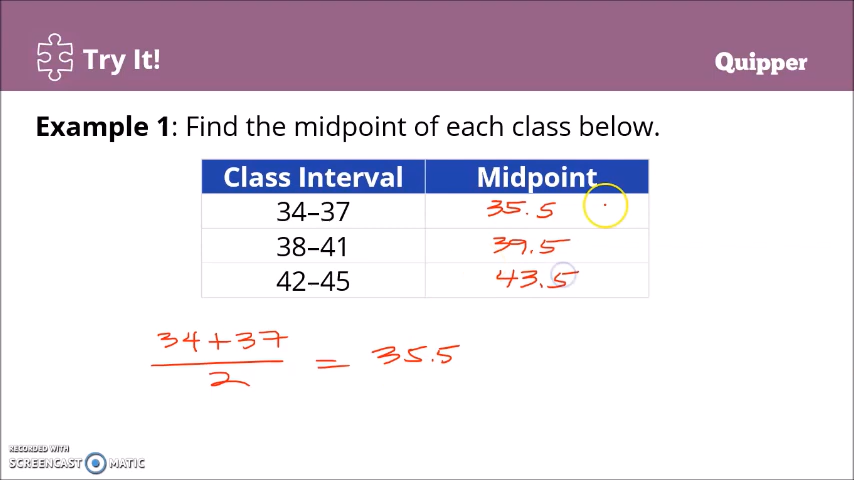 Try It!
Quipper
Example 1: Find the midpoint of each class below.
Class Interval Midpoint
34–37 35.5
38–41 39.5
42–45 43.5
34+37
2
= 35.5
RECORDED WITH
SCREENCAST MATIC